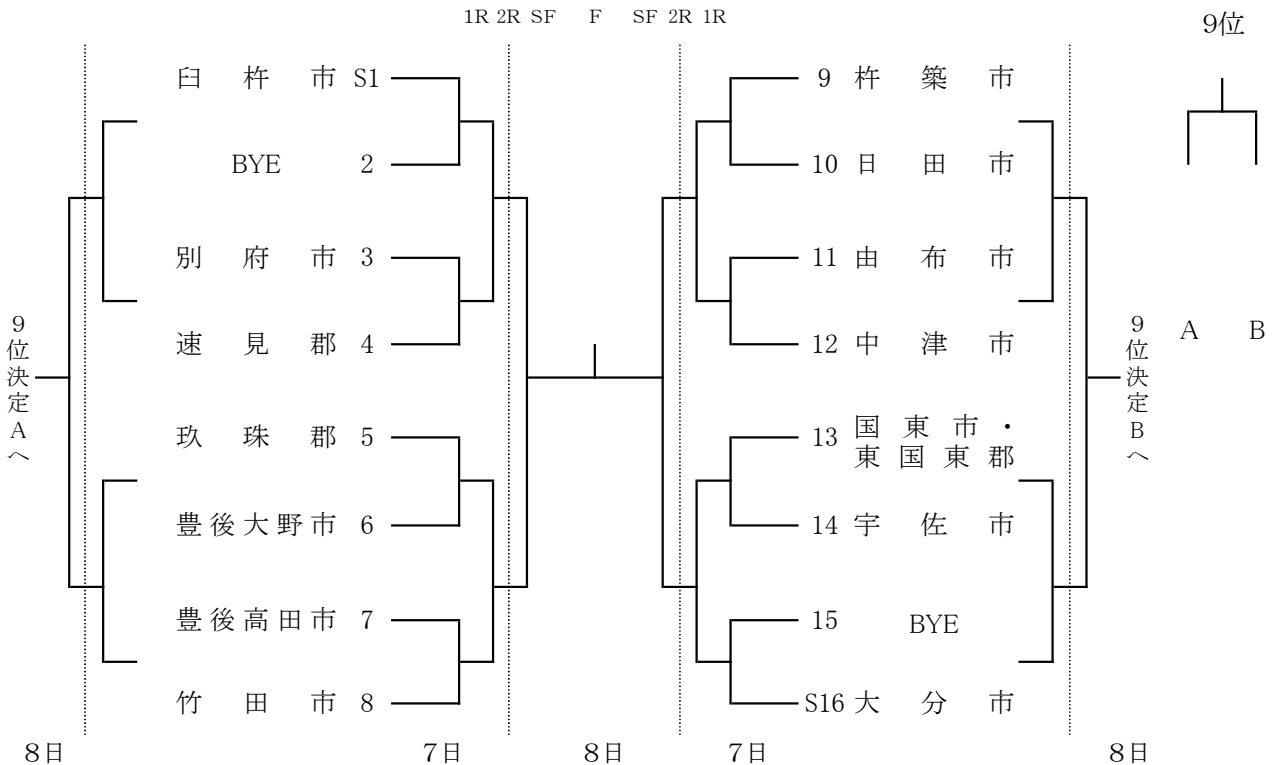 1R 2R SF F SF 2R 1R
9位
臼杵市 S1
BYE 2
別府市 3
速見郡 4
玖珠郡 5
豊後大野市 6
豊後高田市 7
竹田市 8
9 杵築市
10 日田市
11 由布市
12 中津市
13 国東市・
東国東郡
14 宇佐市
15 BYE
S16 大分市
9位決定Aへ
9位決定Bへ
A B
8日 7日 8日 7日 8日